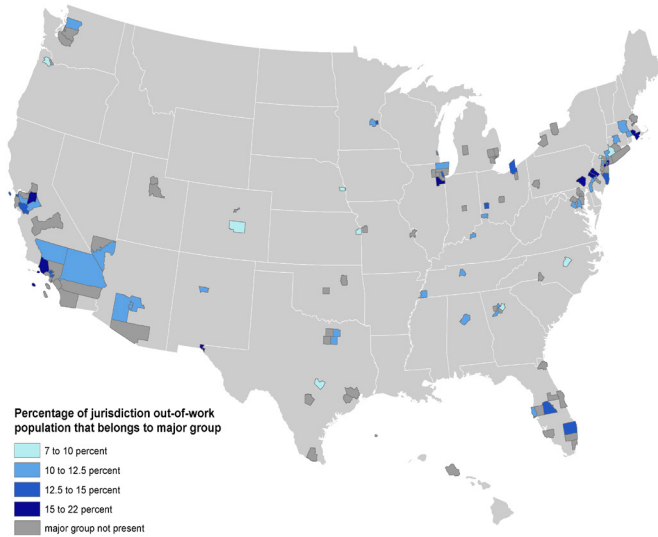 Percentage of jurisdiction out-of-work
population that belongs to major group
7 to 10 percent
10 to 12.5 percent
12.5 to 15 percent
15 to 22 percent
major group not present